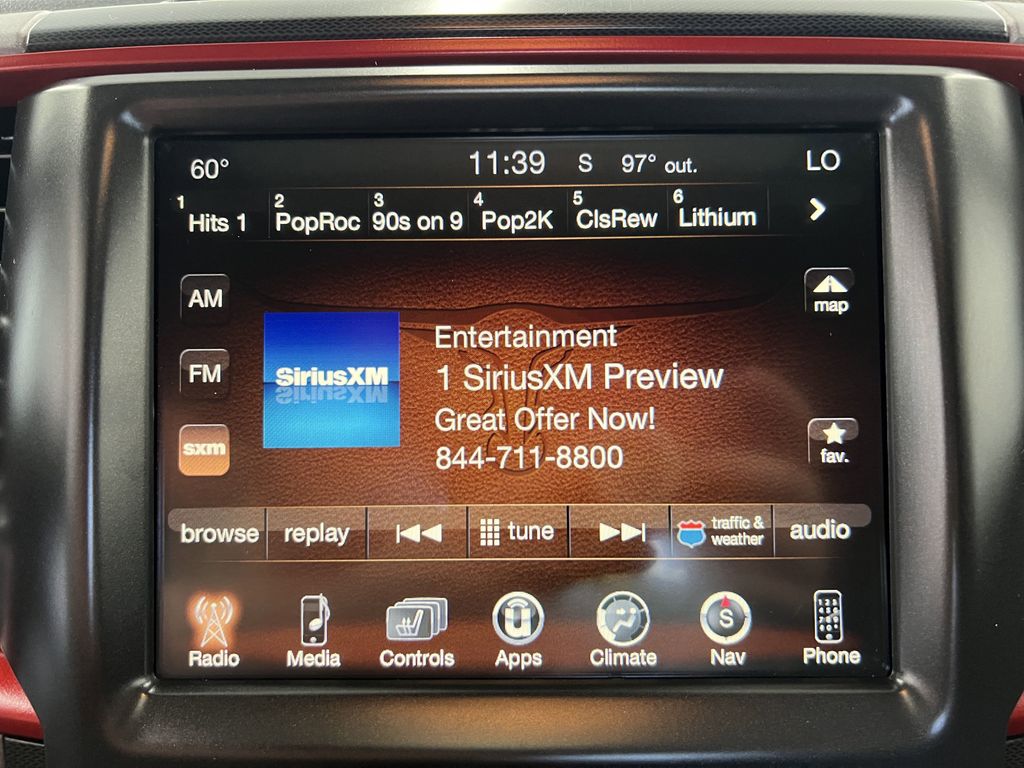 60° 11:39 S 97° out. LO
1 Hits 1 2 PopRoc 3 90s on 9 4 Pop2K 5 ClsRew 6 Lithium
AM
map
Entertainment
SiriusXM
1 SiriusXM Preview
FM
Great Offer Now!
844-711-8800
sxm
fav.
browse replay tune traffic & weather audio
S
Radio Media Controls Apps Climate Nav Phone